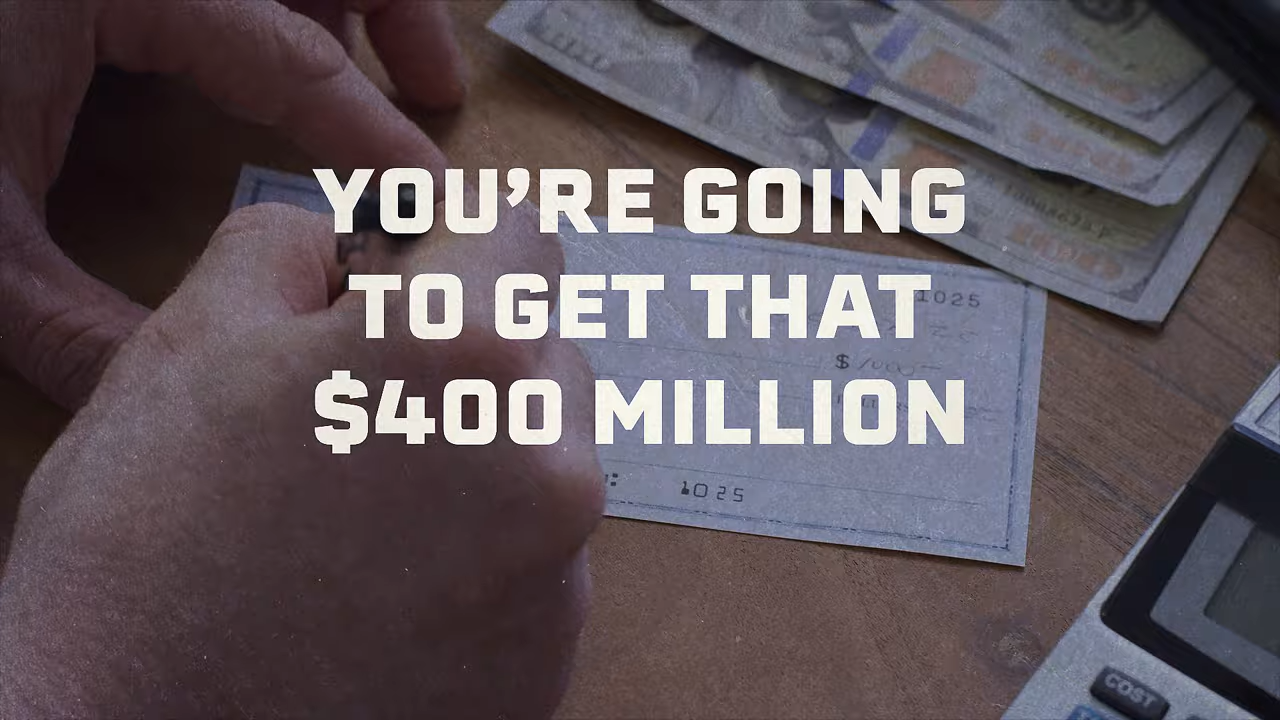 YOU'RE GOING
TO GET THAT
$400 MILLION
1025
$
1025
COST